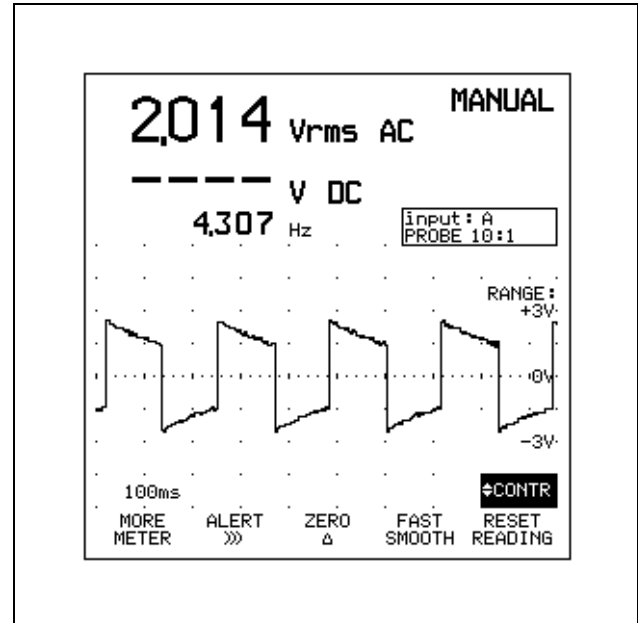 MANUAL
2,014 Vrms AC
---- V DC
4,307 Hz
input: A
PROBE 10:1
RANGE:
+3V
0V
-3V
100ms
CONTR
MORE METER
ALERT
ZERO
FAST SMOOTH
RESET READING